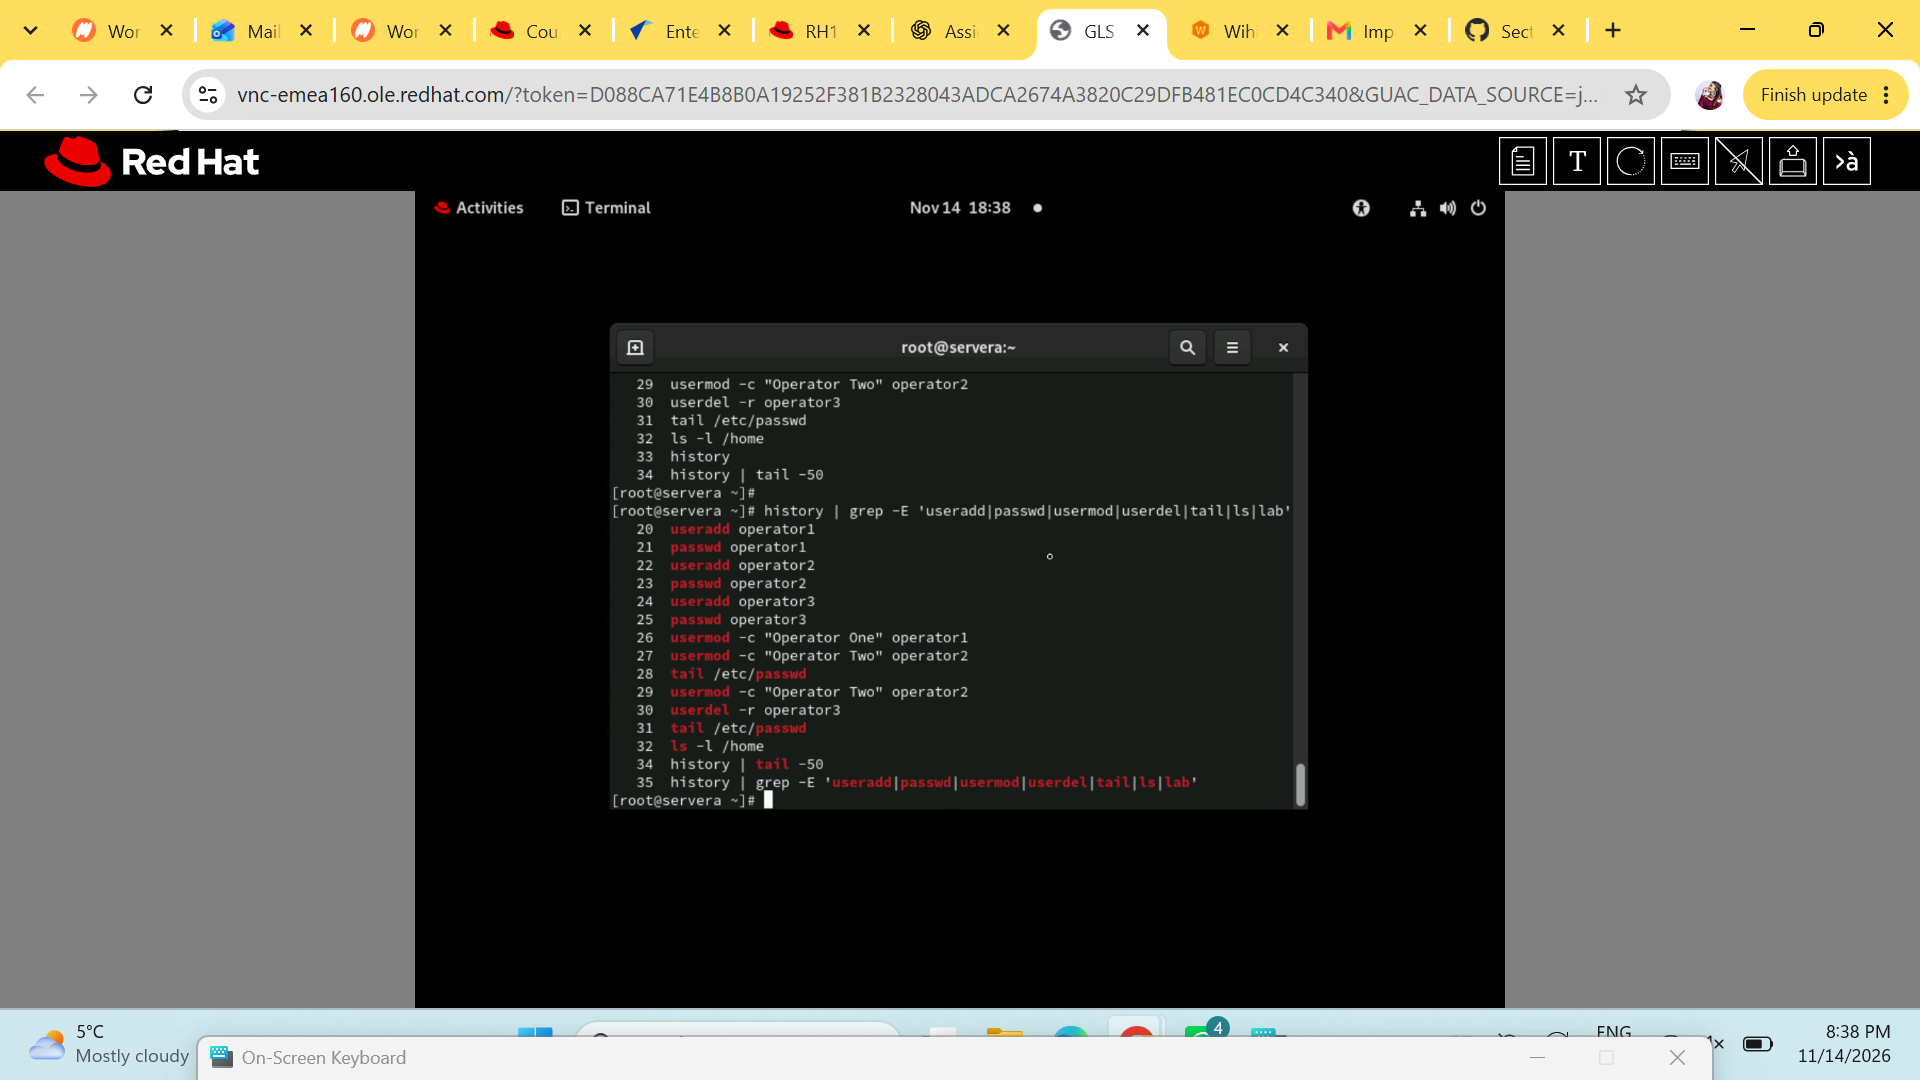 Wor
Mail
Wor
Cou
Ente
RH1
Assi
GLS
Wih
Imp
Sect
vnc-emea160.ole.redhat.com/?token=D088CA71E4B8B0A19252F381B2328043ADCA2674A3820C29DFB481EC0CD4C340&GUAC_DATA_SOURCE=j...
Finish update
Red Hat
T
>à
Activities
Terminal
Nov 14 18:38
root@servera:~
29 usermod -c "Operator Two" operator2
30 userdel -r operator3
31 tail /etc/passwd
32 ls -l /home
33 history
34 history | tail -50
[root@servera ~]#
[root@servera ~]# history | grep -E 'useradd|passwd|usermod|userdel|tail|ls|lab'
20 useradd operator1
21 passwd operator1
22 useradd operator2
23 passwd operator2
24 useradd operator3
25 passwd operator3
26 usermod -c "Operator One" operator1
27 usermod -c "Operator Two" operator2
28 tail /etc/passwd
29 usermod -c "Operator Two" operator2
30 userdel -r operator3
31 tail /etc/passwd
32 ls -l /home
34 history | tail -50
35 history | grep -E 'useradd|passwd|usermod|userdel|tail|ls|lab'
[root@servera ~]#
5°C
Mostly cloudy
4
ENG
8:38 PM
11/14/2026
On-Screen Keyboard